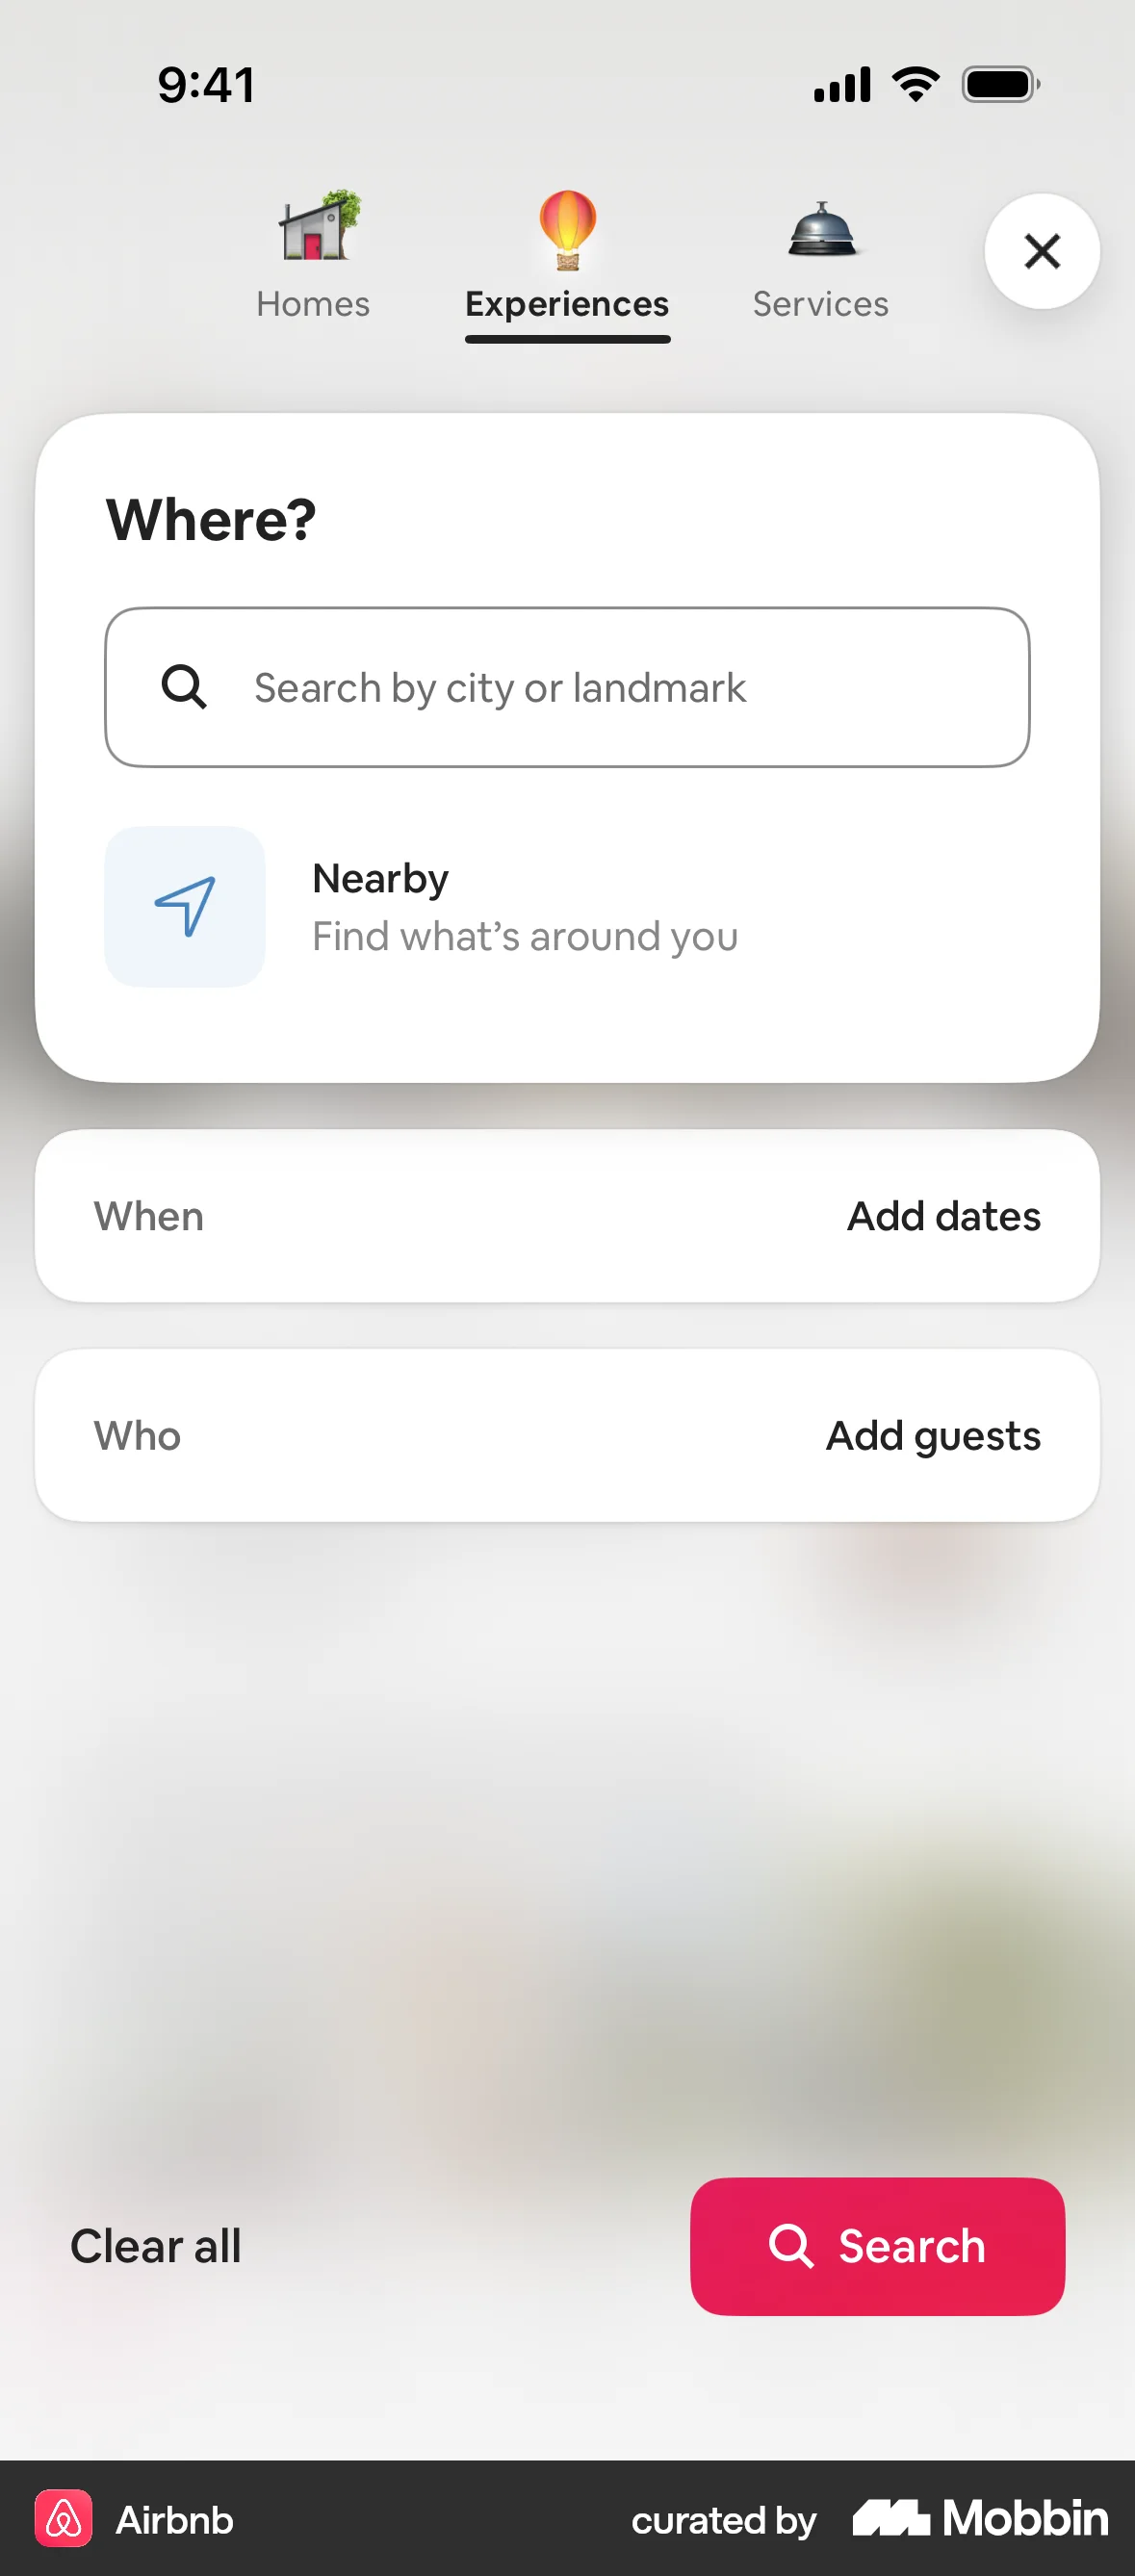 9:41
Homes
Experiences
Services
Where?
Search by city or landmark
Nearby
Find what’s around you
When
Add dates
Who
Add guests
Clear all
Search
Airbnb
curated by Mobbin